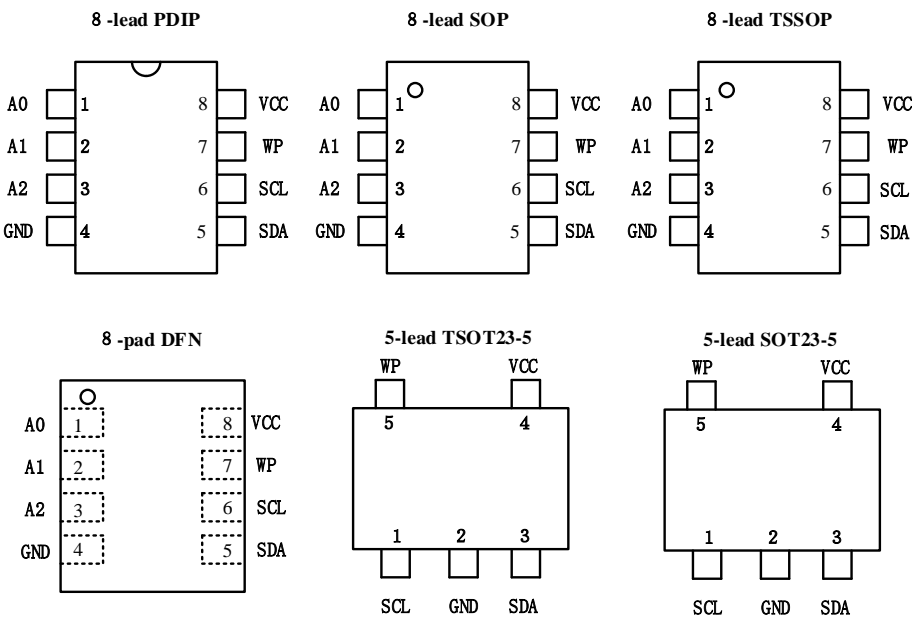 8 -lead PDIP
A0 1 8 VCC
A1 2 7 WP
A2 3 6 SCL
GND 4 5 SDA
8 -lead SOP
A0 1 8 VCC
A1 2 7 WP
A2 3 6 SCL
GND 4 5 SDA
8 -lead TSSOP
A0 1 8 VCC
A1 2 7 WP
A2 3 6 SCL
GND 4 5 SDA
8 -pad DFN
A0 1 8 VCC
A1 2 7 WP
A2 3 6 SCL
GND 4 5 SDA
5-lead TSOT23-5
WP VCC
5 4
1 2 3
SCL GND SDA
5-lead SOT23-5
WP VCC
5 4
1 2 3
SCL GND SDA